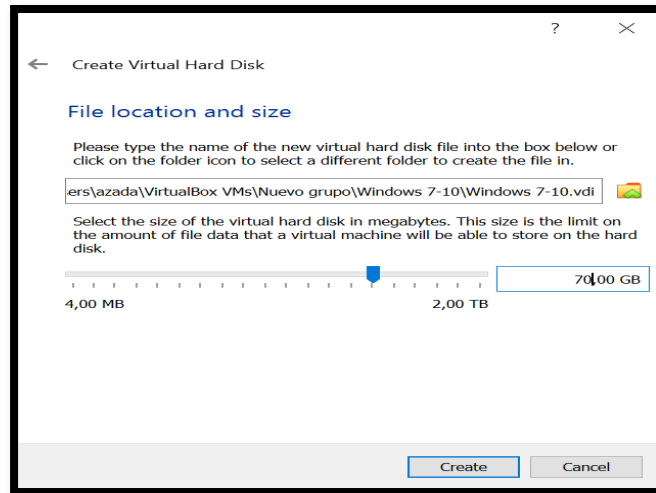 ?
Create Virtual Hard Disk
File location and size
Please type the name of the new virtual hard disk file into the box below or
click on the folder icon to select a different folder to create the file in.
ers\azada\VirtualBox VMs\Nuevo grupo\Windows 7-10\Windows 7-10.vdi
Select the size of the virtual hard disk in megabytes. This size is the limit on
the amount of file data that a virtual machine will be able to store on the hard
disk.
70,00 GB
4,00 MB 2,00 TB
Create Cancel